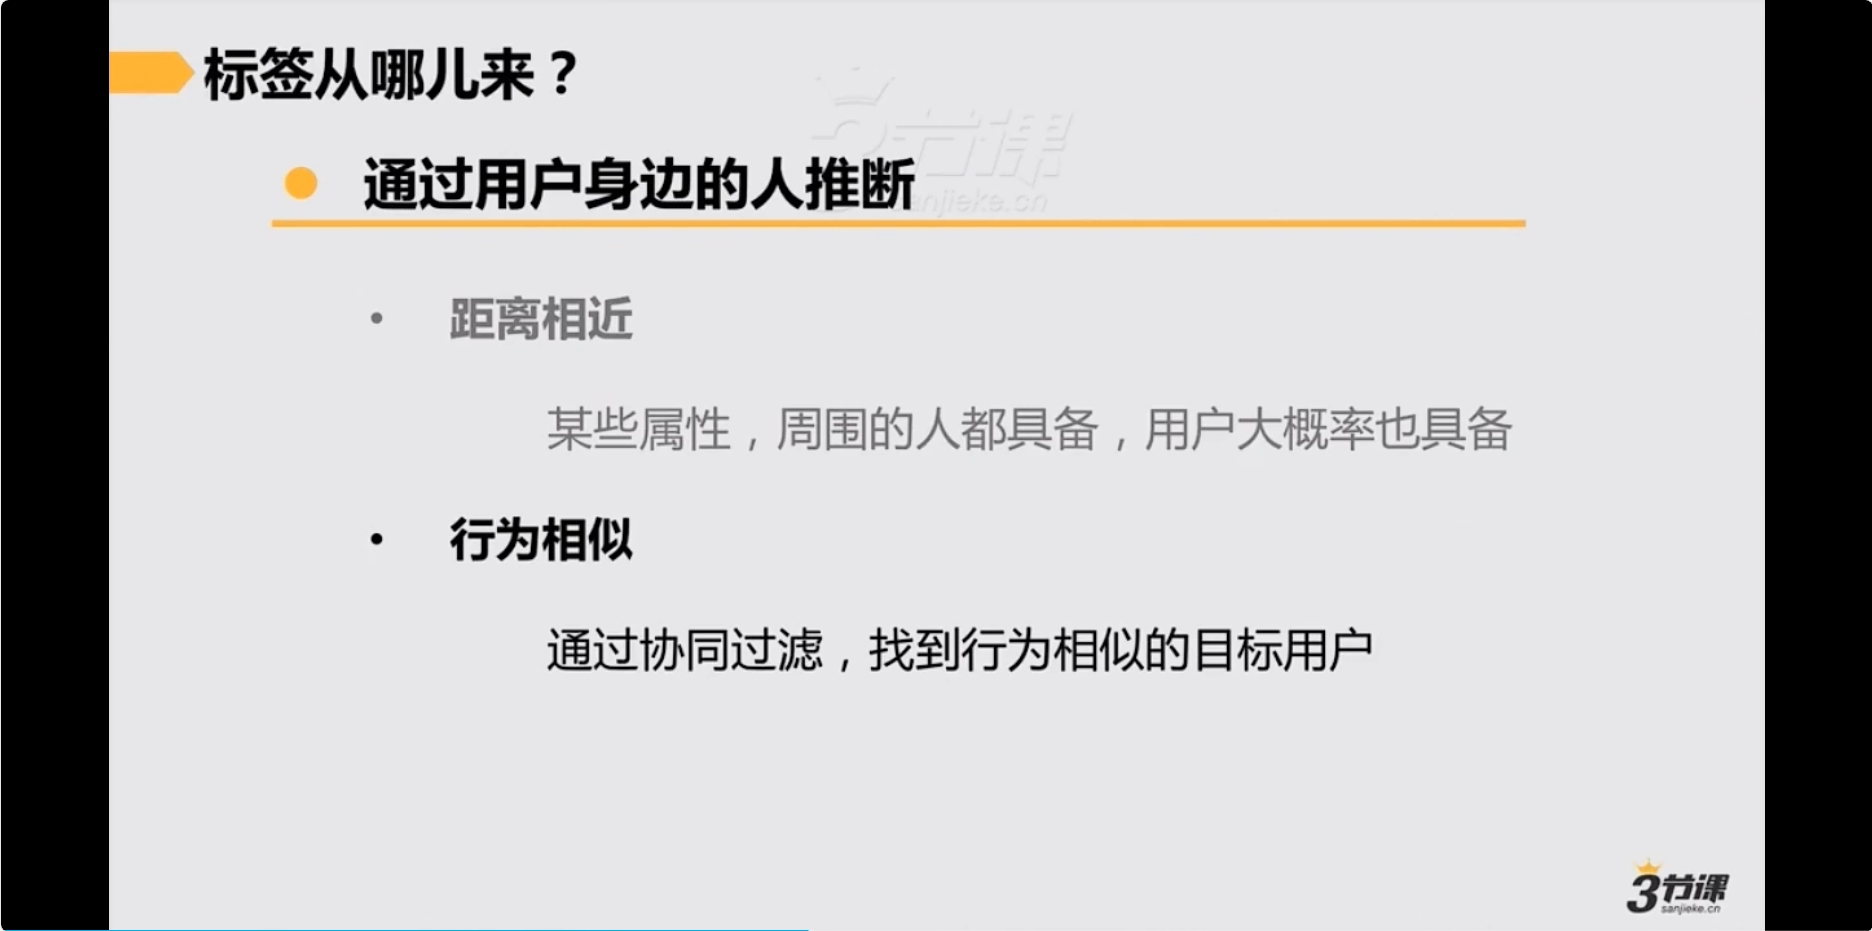 标签从哪儿来？
3节课
sanjieke.cn
通过用户身边的人推断
• 距离相近
某些属性，周围的人都具备，用户大概率也具备
• 行为相似
通过协同过滤，找到行为相似的目标用户
3节课
sanjieke.cn